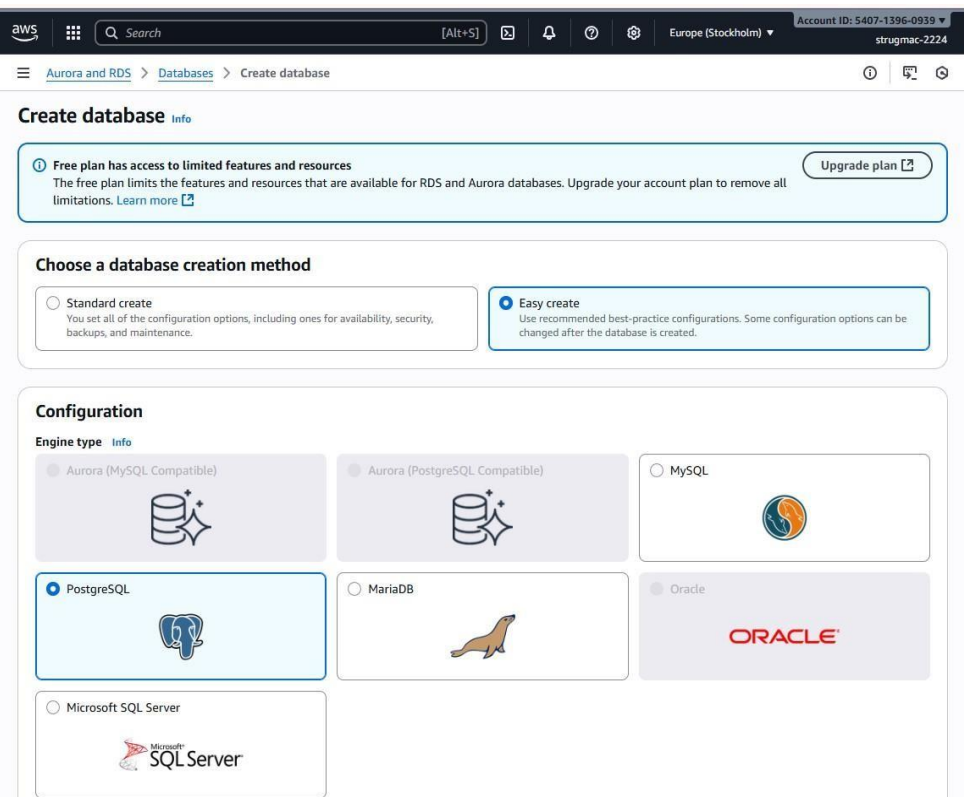 aws
Search [Alt+S] Europe (Stockholm) ▼ Account ID: 5407-1396-0939 ▼
strugmac-2224
Aurora and RDS > Databases > Create database
Create database Info
Free plan has access to limited features and resources
The free plan limits the features and resources that are available for RDS and Aurora databases. Upgrade your account plan to remove all
limitations. Learn more
Upgrade plan
Choose a database creation method
Standard create
You set all of the configuration options, including ones for availability, security,
backups, and maintenance.
Easy create
Use recommended best-practice configurations. Some configuration options can be
changed after the database is created.
Configuration
Engine type Info
Aurora (MySQL Compatible)
Aurora (PostgreSQL Compatible)
MySQL
PostgreSQL
MariaDB
Oracle
ORACLE
Microsoft SQL Server
Microsoft
SQL Server